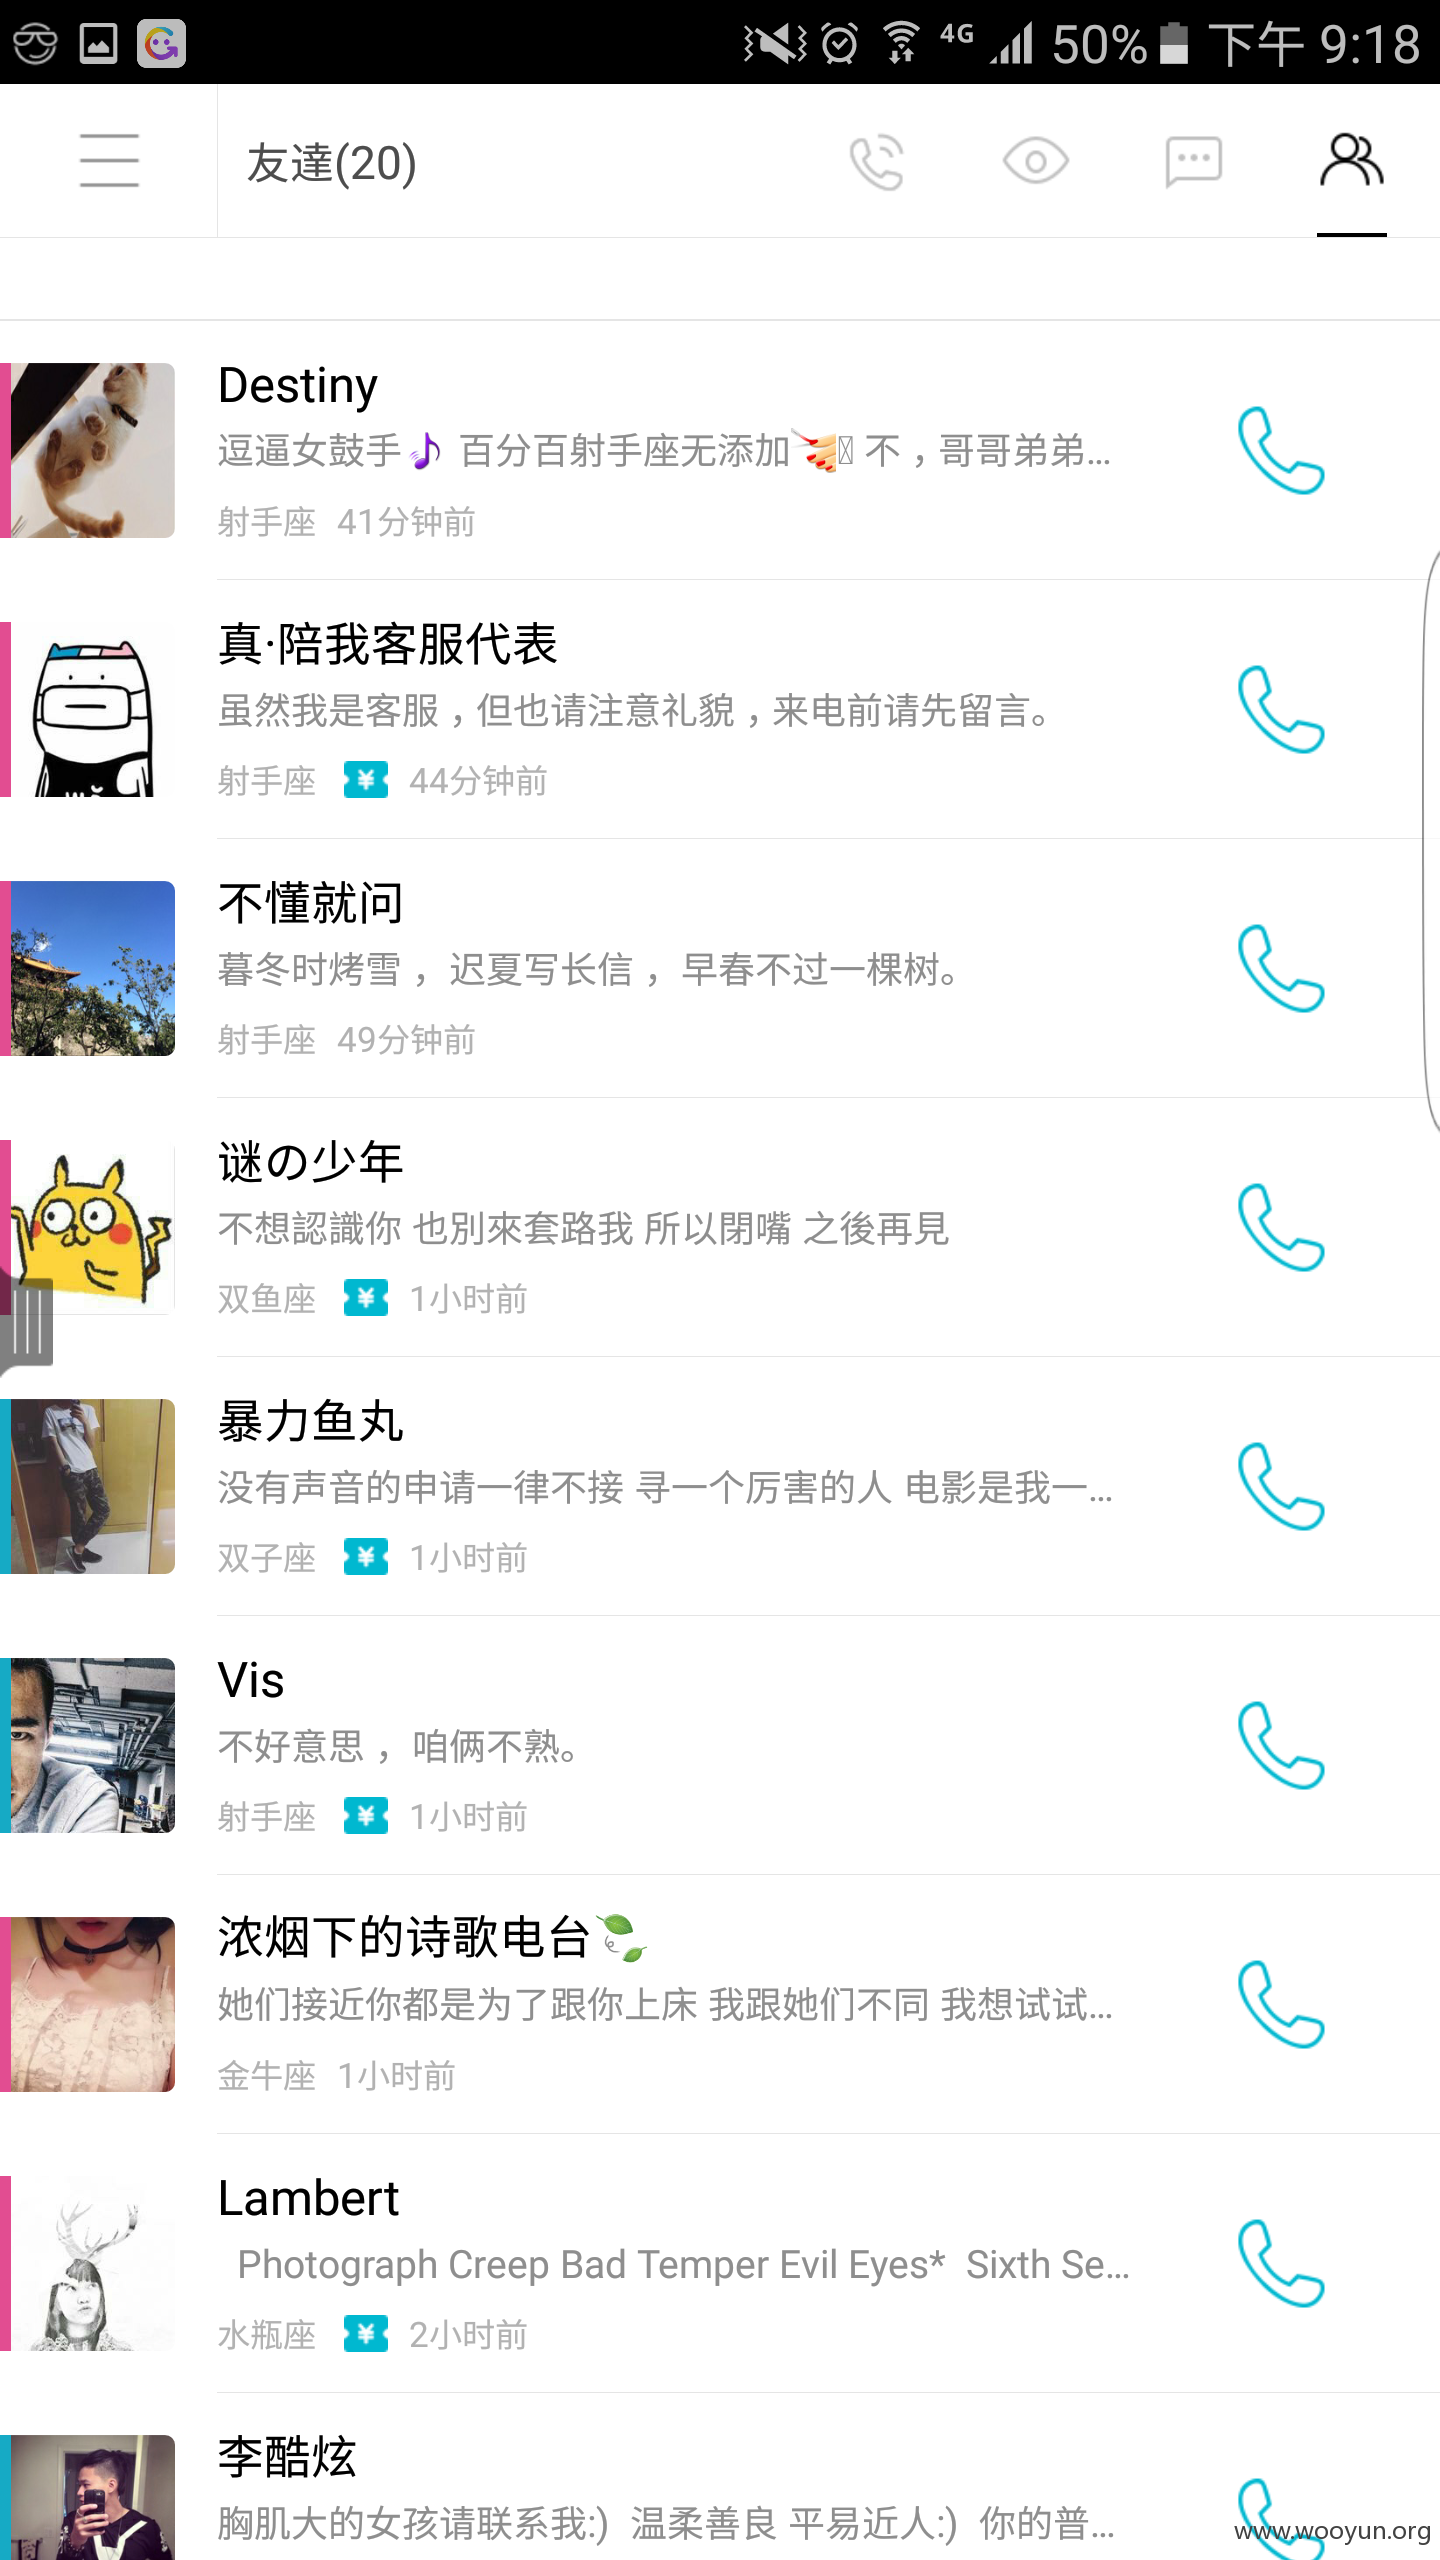 4G 50% 下午 9:18
友達(20)
Destiny
逗逼女鼓手🎵 百分百射手座无添加💅 不，哥哥弟弟...
射手座 41分钟前
真·陪我客服代表
虽然我是客服，但也请注意礼貌，来电前请先留言。
射手座 ¥ 44分钟前
不懂就问
暮冬时烤雪，迟夏写长信，早春不过一棵树。
射手座 49分钟前
谜の少年
不想認識你 也別來套路我 所以閉嘴 之後再見
双鱼座 ¥ 1小时前
暴力鱼丸
没有声音的申请一律不接 寻一个厉害的人 电影是我一...
双子座 ¥ 1小时前
Vis
不好意思，咱俩不熟。
射手座 ¥ 1小时前
浓烟下的诗歌电台🍃
她们接近你都是为了跟你上床 我跟她们不同 我想试试...
金牛座 1小时前
Lambert
Photograph Creep Bad Temper Evil Eyes* Sixth Se...
水瓶座 ¥ 2小时前
李酷炫
胸肌大的女孩请联系我:) 温柔善良 平易近人:) 你的普...
www.wooyun.org